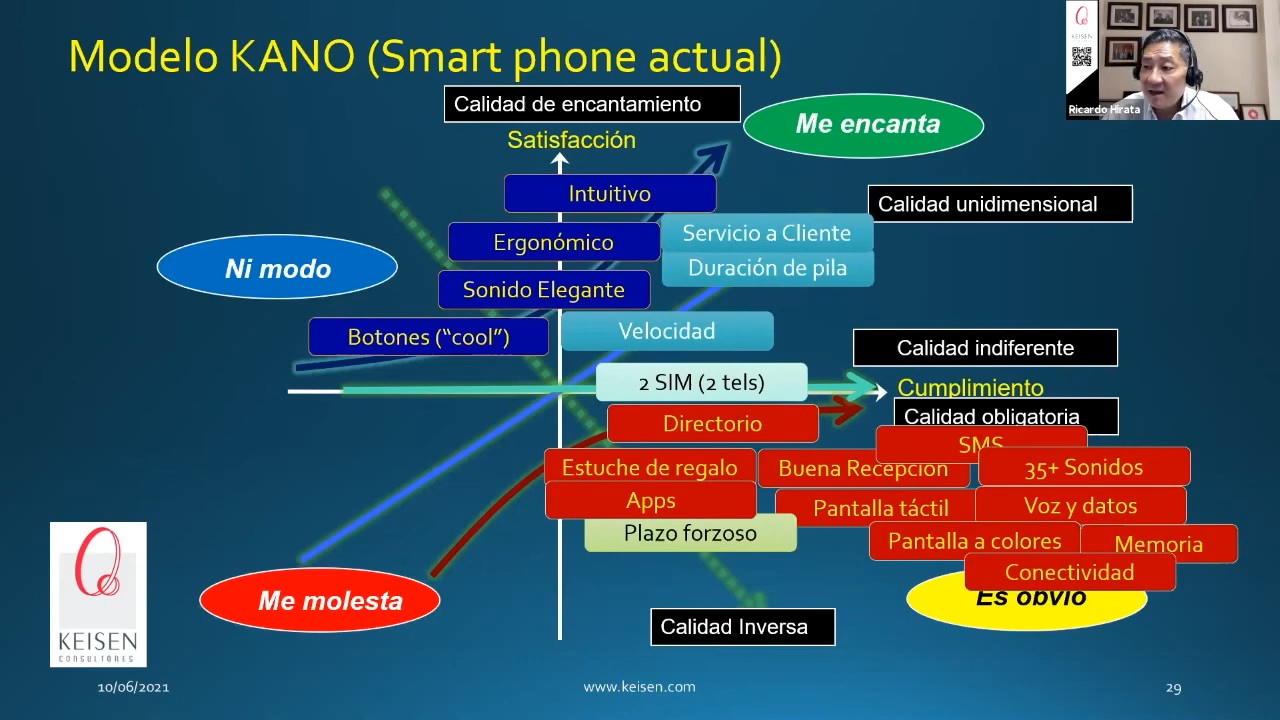 Modelo KANO (Smart phone actual)
KEISEN
Ricardo Hirata
Calidad de encantamiento
Me encanta
Satisfacción
Intuitivo
Calidad unidimensional
Ergonómico
Servicio a Cliente
Ni modo
Duración de pila
Sonido Elegante
Botones ("cool")
Velocidad
Calidad indiferente
2 SIM (2 tels)
Cumplimiento
Directorio
Calidad obligatoria
SMS
Estuche de regalo
Buena Recepción
35+ Sonidos
Apps
Pantalla táctil
Voz y datos
Plazo forzoso
Pantalla a colores
Memoria
Conectividad
Me molesta
Es obvio
Calidad Inversa
KEISEN
CONSULTORES
10/06/2021
www.keisen.com
29